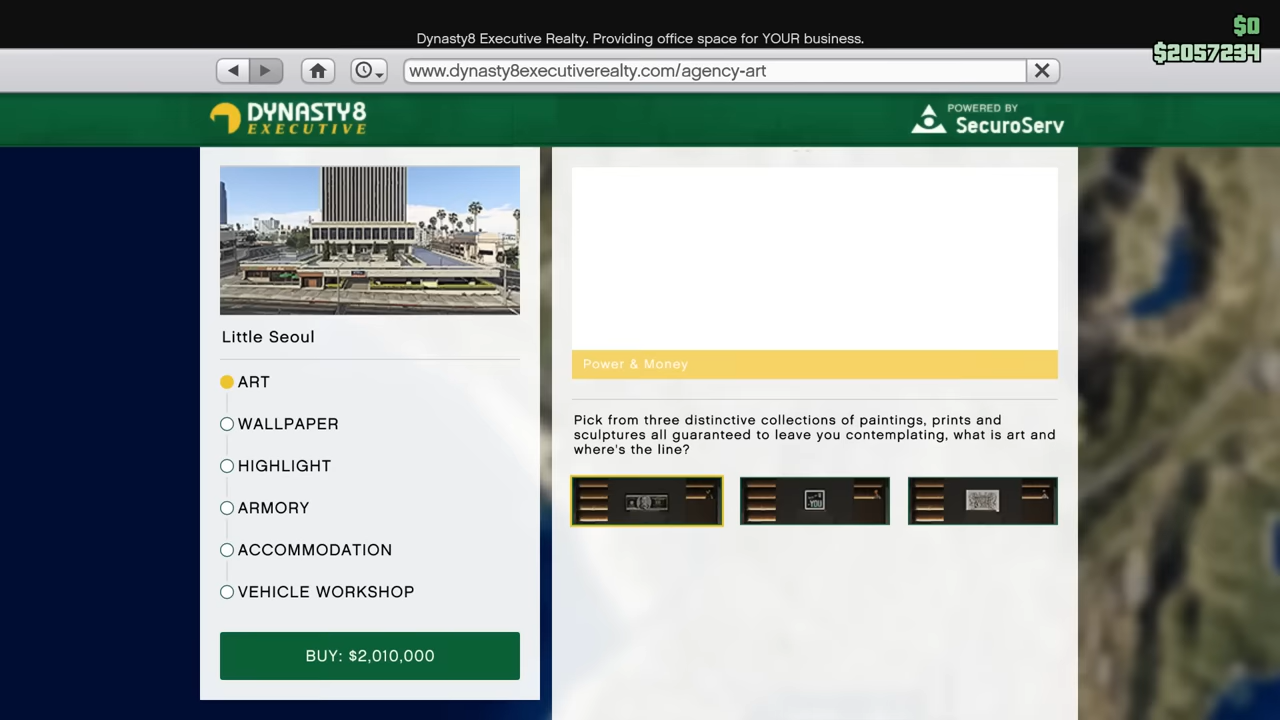 $0
Dynasty8 Executive Realty. Providing office space for YOUR business.
$2057234
www.dynasty8executiverealty.com/agency-art
DYNASTY 8
EXECUTIVE
POWERED BY
SecuroServ
Little Seoul
ART
WALLPAPER
HIGHLIGHT
ARMORY
ACCOMMODATION
VEHICLE WORKSHOP
BUY: $2,010,000
Power & Money
Pick from three distinctive collections of paintings, prints and
sculptures all guaranteed to leave you contemplating, what is art and
where's the line?
YOU